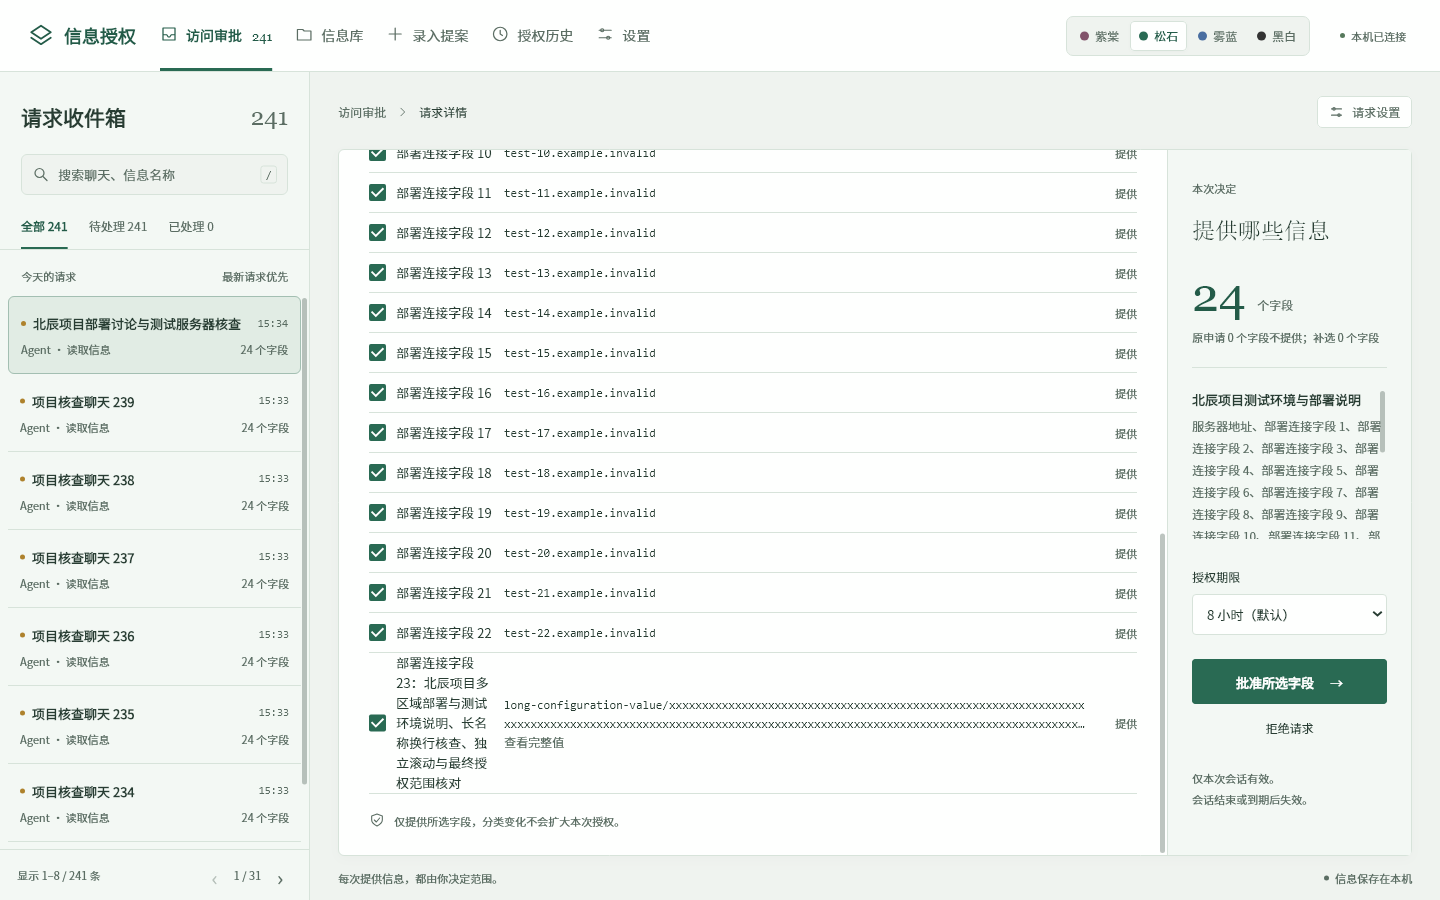 信息授权
访问审批 241
信息库
录入提案
授权历史
设置
紫棠
松石
雾蓝
黑白
本机已连接
请求收件箱 241
搜索聊天、信息名称 /
全部 241 待处理 241 已处理 0
今天的请求 最新请求优先
北辰项目部署讨论与测试服务器核查 15:34
Agent · 读取信息 24 个字段
项目核查聊天 239 15:33
Agent · 读取信息 24 个字段
项目核查聊天 238 15:33
Agent · 读取信息 24 个字段
项目核查聊天 237 15:33
Agent · 读取信息 24 个字段
项目核查聊天 236 15:33
Agent · 读取信息 24 个字段
项目核查聊天 235 15:33
Agent · 读取信息 24 个字段
项目核查聊天 234 15:33
Agent · 读取信息 24 个字段
显示 1–8 / 241 条 ‹ 1 / 31 ›
访问审批 > 请求详情
请求设置
部署连接字段 10 test-10.example.invalid 提供
部署连接字段 11 test-11.example.invalid 提供
部署连接字段 12 test-12.example.invalid 提供
部署连接字段 13 test-13.example.invalid 提供
部署连接字段 14 test-14.example.invalid 提供
部署连接字段 15 test-15.example.invalid 提供
部署连接字段 16 test-16.example.invalid 提供
部署连接字段 17 test-17.example.invalid 提供
部署连接字段 18 test-18.example.invalid 提供
部署连接字段 19 test-19.example.invalid 提供
部署连接字段 20 test-20.example.invalid 提供
部署连接字段 21 test-21.example.invalid 提供
部署连接字段 22 test-22.example.invalid 提供
部署连接字段
23：北辰项目多
区域部署与测试
环境说明、长名
称换行核查、独
立滚动与最终授
权范围核对
查看完整值
提供
仅提供所选字段，分类变化不会扩大本次授权。
本次决定
提供哪些信息
24 个字段
原申请 0 个字段不提供；补选 0 个字段
北辰项目测试环境与部署说明
服务器地址、部署连接字段 1、部署
连接字段 2、部署连接字段 3、部署
连接字段 4、部署连接字段 5、部署
连接字段 6、部署连接字段 7、部署
连接字段 8、部署连接字段 9、部署
连接字段 10、部署连接字段 11、部
授权期限
8 小时（默认）
批准所选字段 →
拒绝请求
仅本次会话有效。
会话结束或到期后失效。
每次提供信息，都由你决定范围。
信息保存在本机